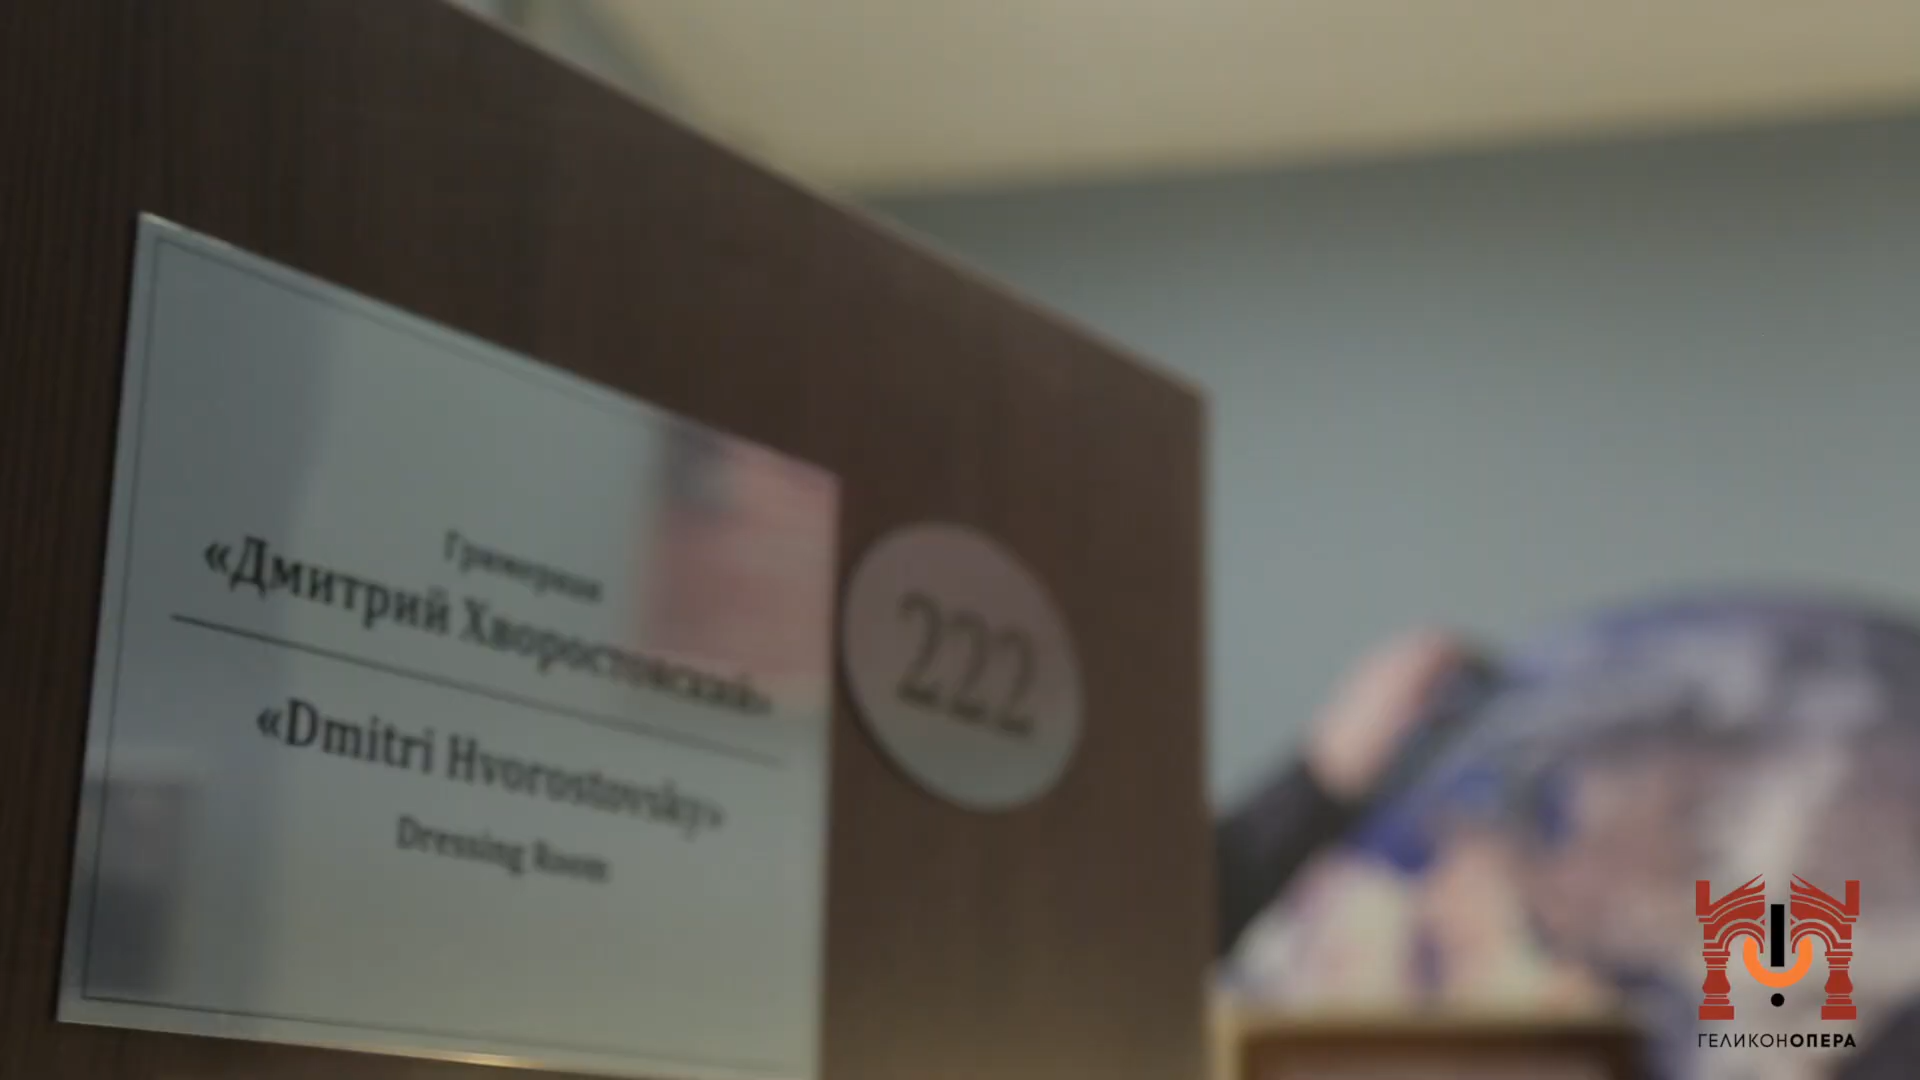 Гримерная
«Дмитрий Хворостовский»
«Dmitri Hvorostovsky»
Dressing Room
222
ГЕЛИКОНОПЕРА